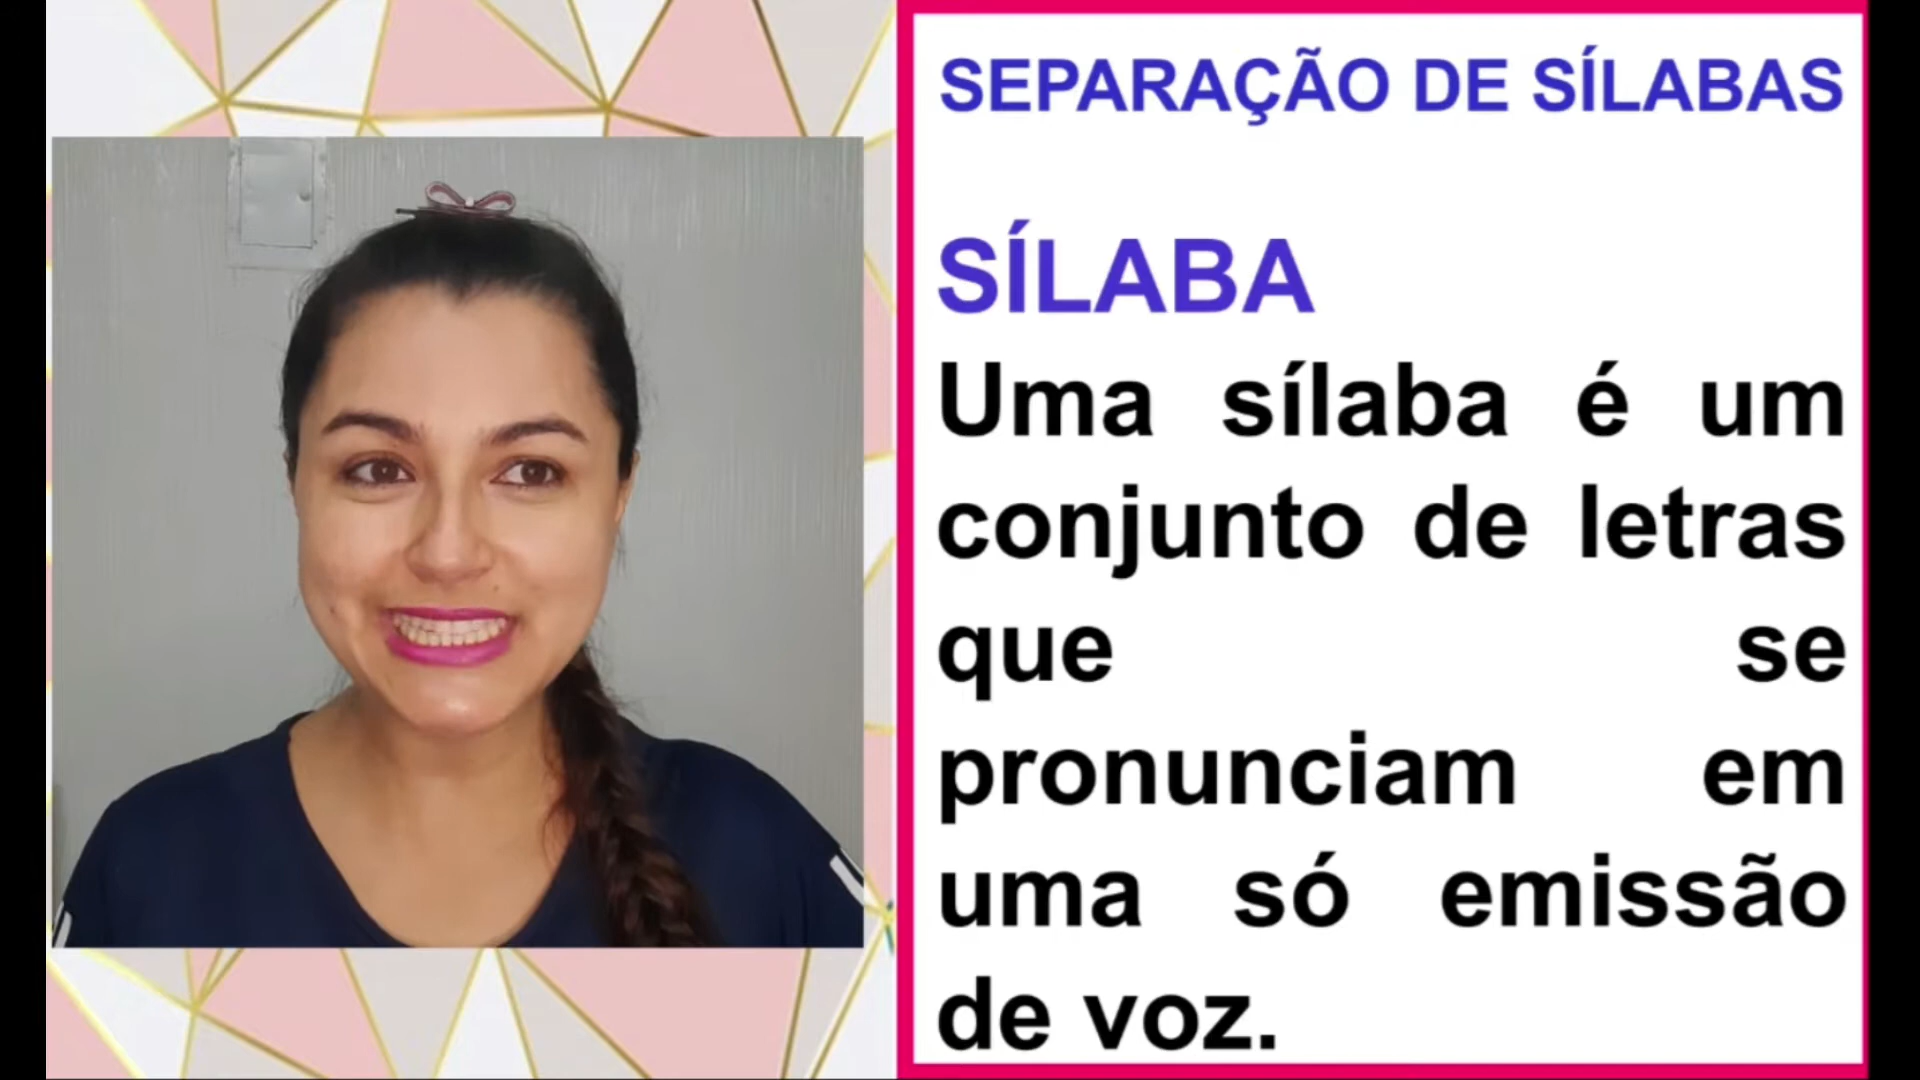 SEPARAÇÃO DE SÍLABAS
SÍLABA
Uma sílaba é um
conjunto de letras
que se
pronunciam em
uma só emissão
de voz.